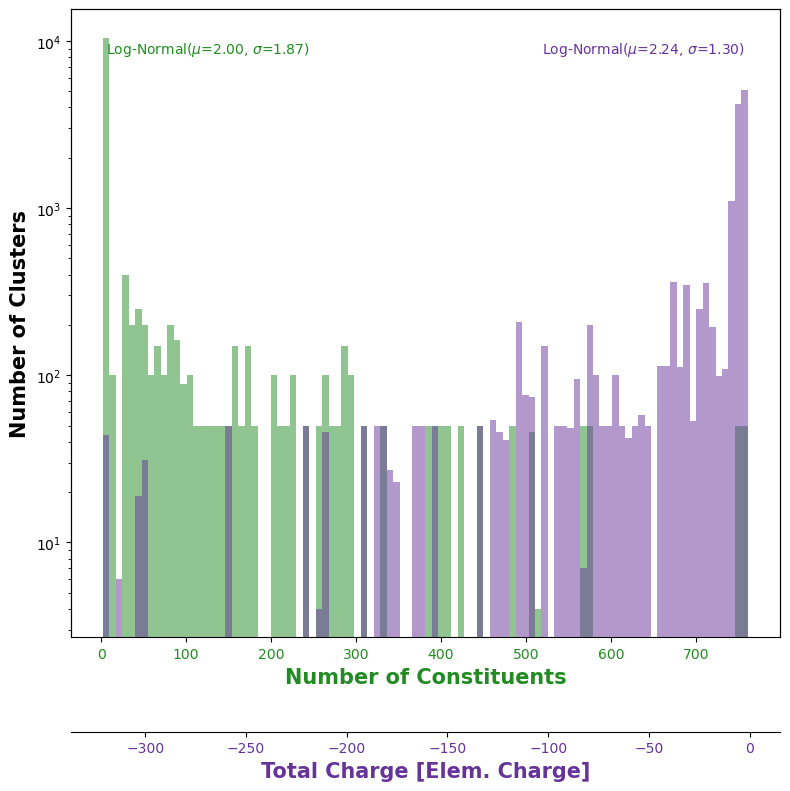 Log-Normal(μ=2.00, σ=1.87)
Log-Normal(μ=2.24, σ=1.30)
Number of Clusters
10⁴
10³
10²
10¹
0 100 200 300 400 500 600 700
Number of Constituents
−300 −250 −200 −150 −100 −50 0
Total Charge [Elem. Charge]